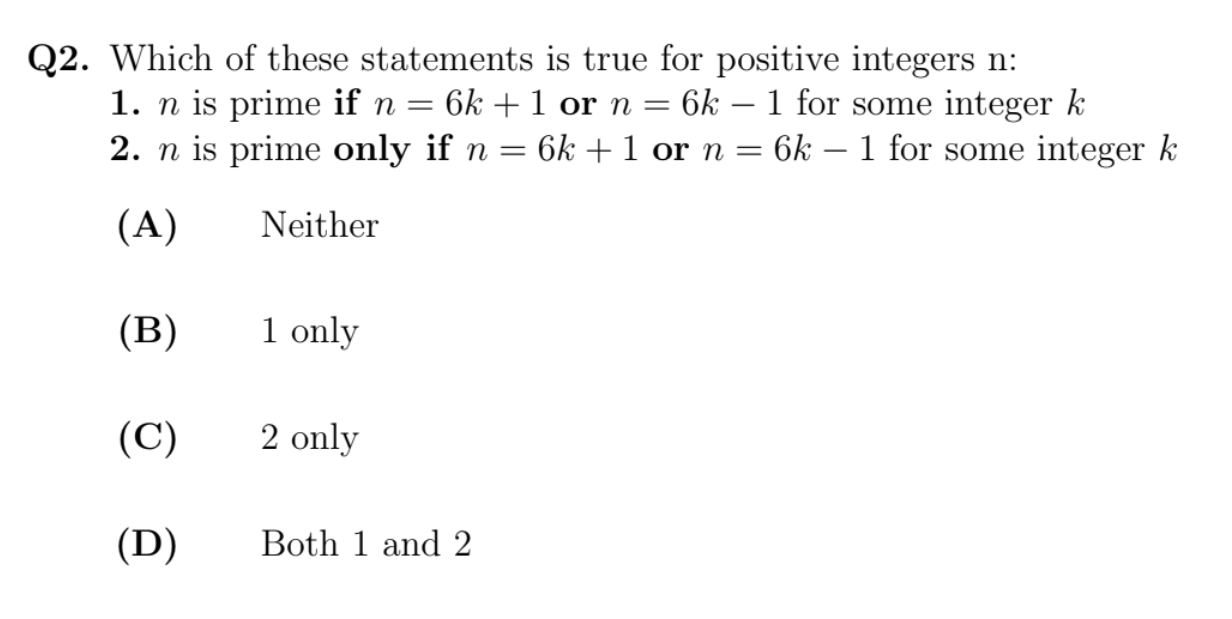 Q2. Which of these statements is true for positive integers n:
1. n is prime if n = 6k + 1 or n = 6k − 1 for some integer k
2. n is prime only if n = 6k + 1 or n = 6k − 1 for some integer k
(A) Neither
(B) 1 only
(C) 2 only
(D) Both 1 and 2